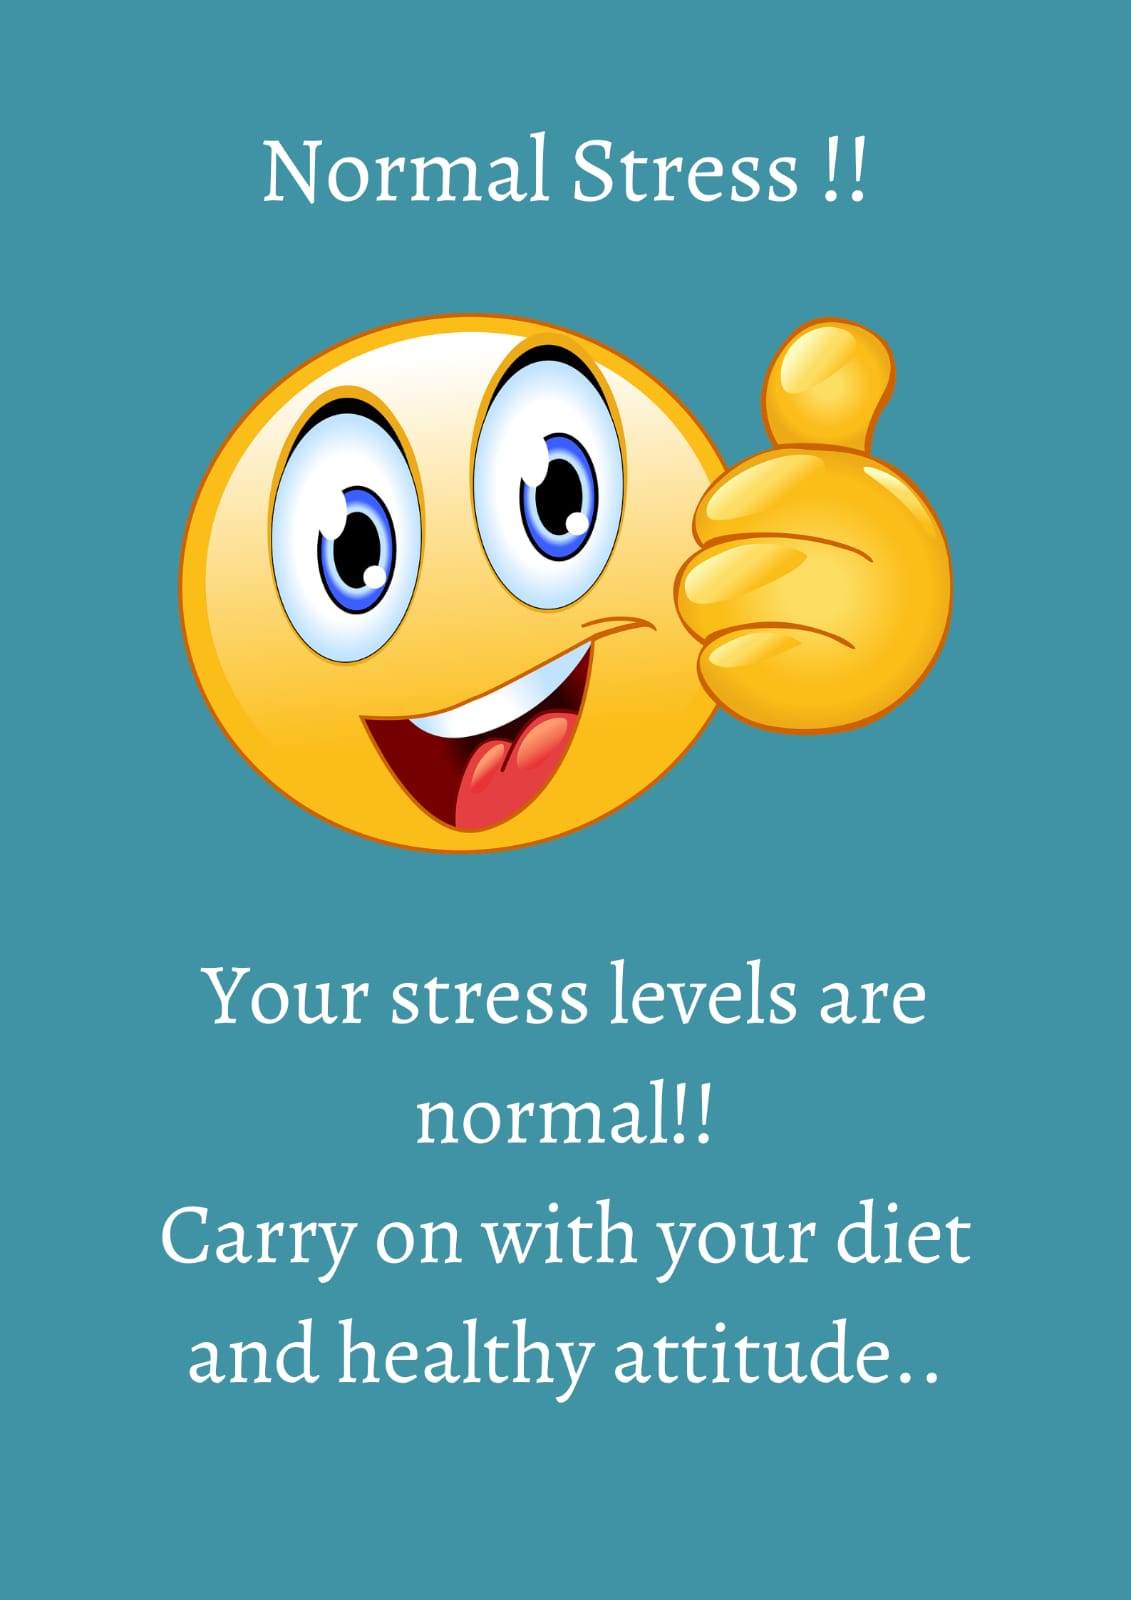 Normal Stress !!
Your stress levels are
normal!!
Carry on with your diet
and healthy attitude..